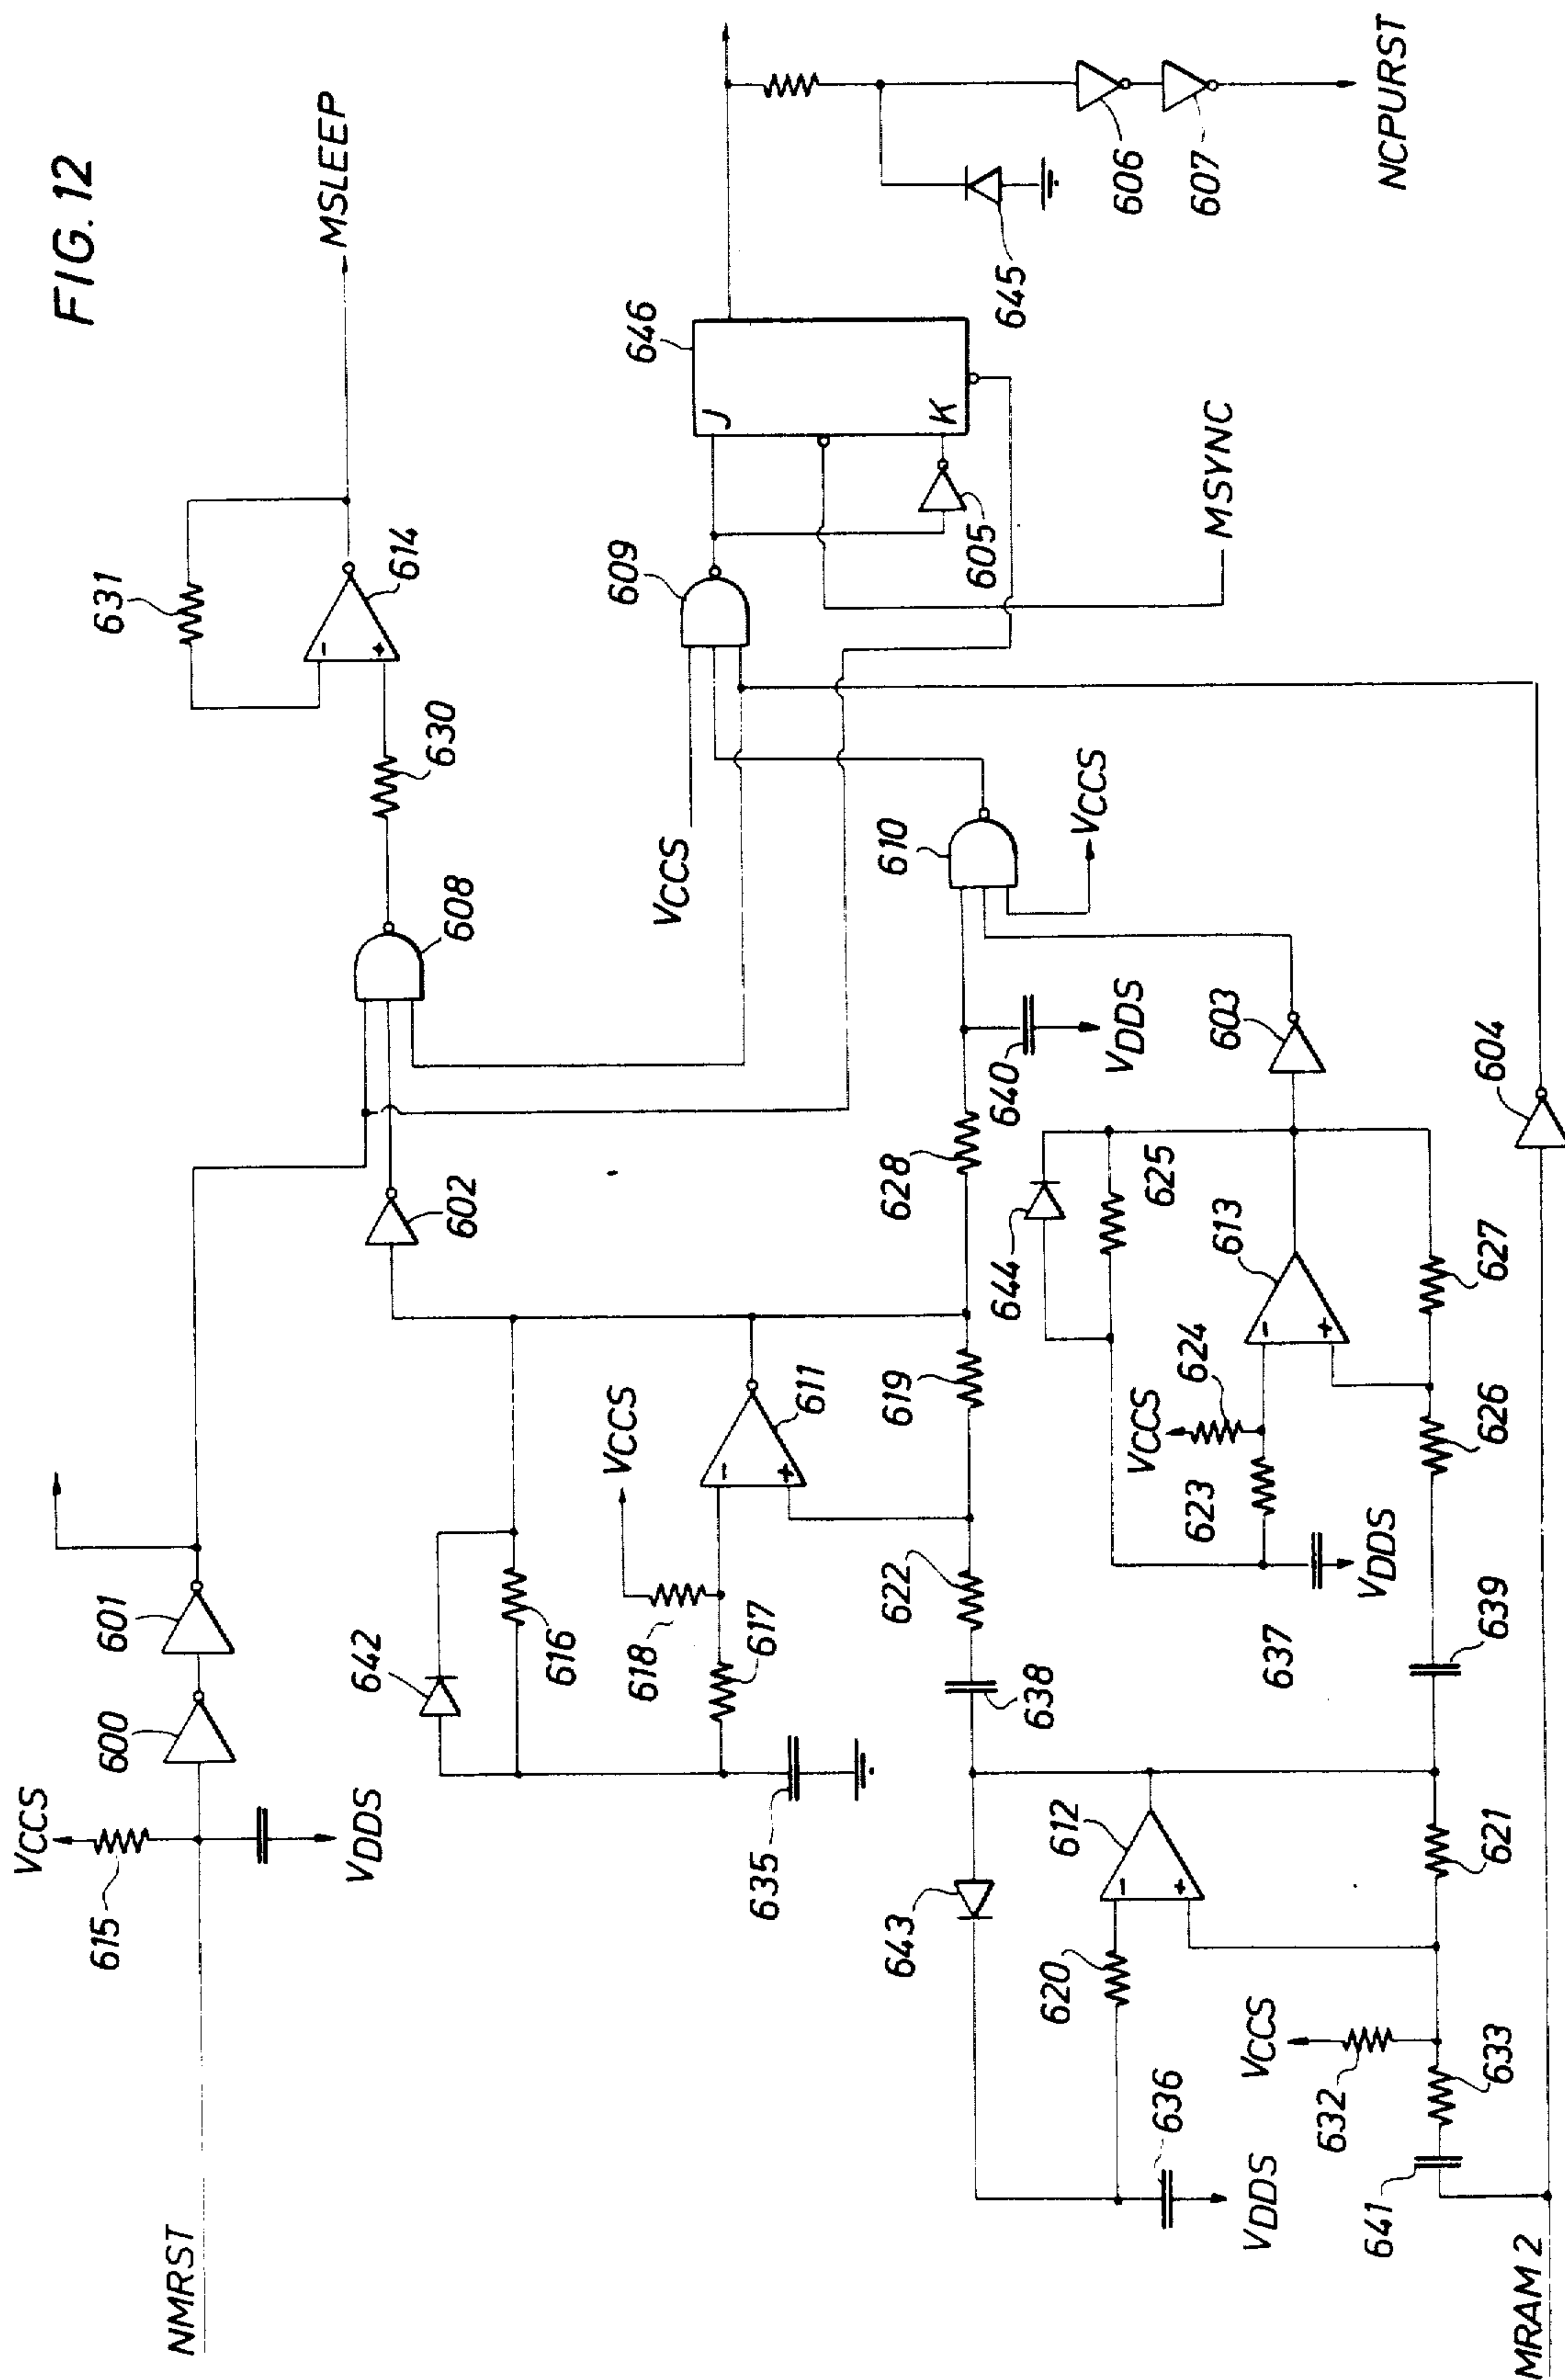 FIG. 12
NMRST
VCCS
615
VDDS
600
601
MSLEEP
631
614
630
608
602
642
616
VCCS
618
617
635
611
VCCS
609
646
J
K
605
645
606
607
NCPURST
MSYNC
610
VCCS
640
VDDS
628
619
622
638
643
612
620
636
VDDS
VCCS
632
633
621
641
644
625
613
VCCS
624
623
637
VDDS
626
627
639
603
604
MRAM 2
-
+
-
+
-
+
-
+